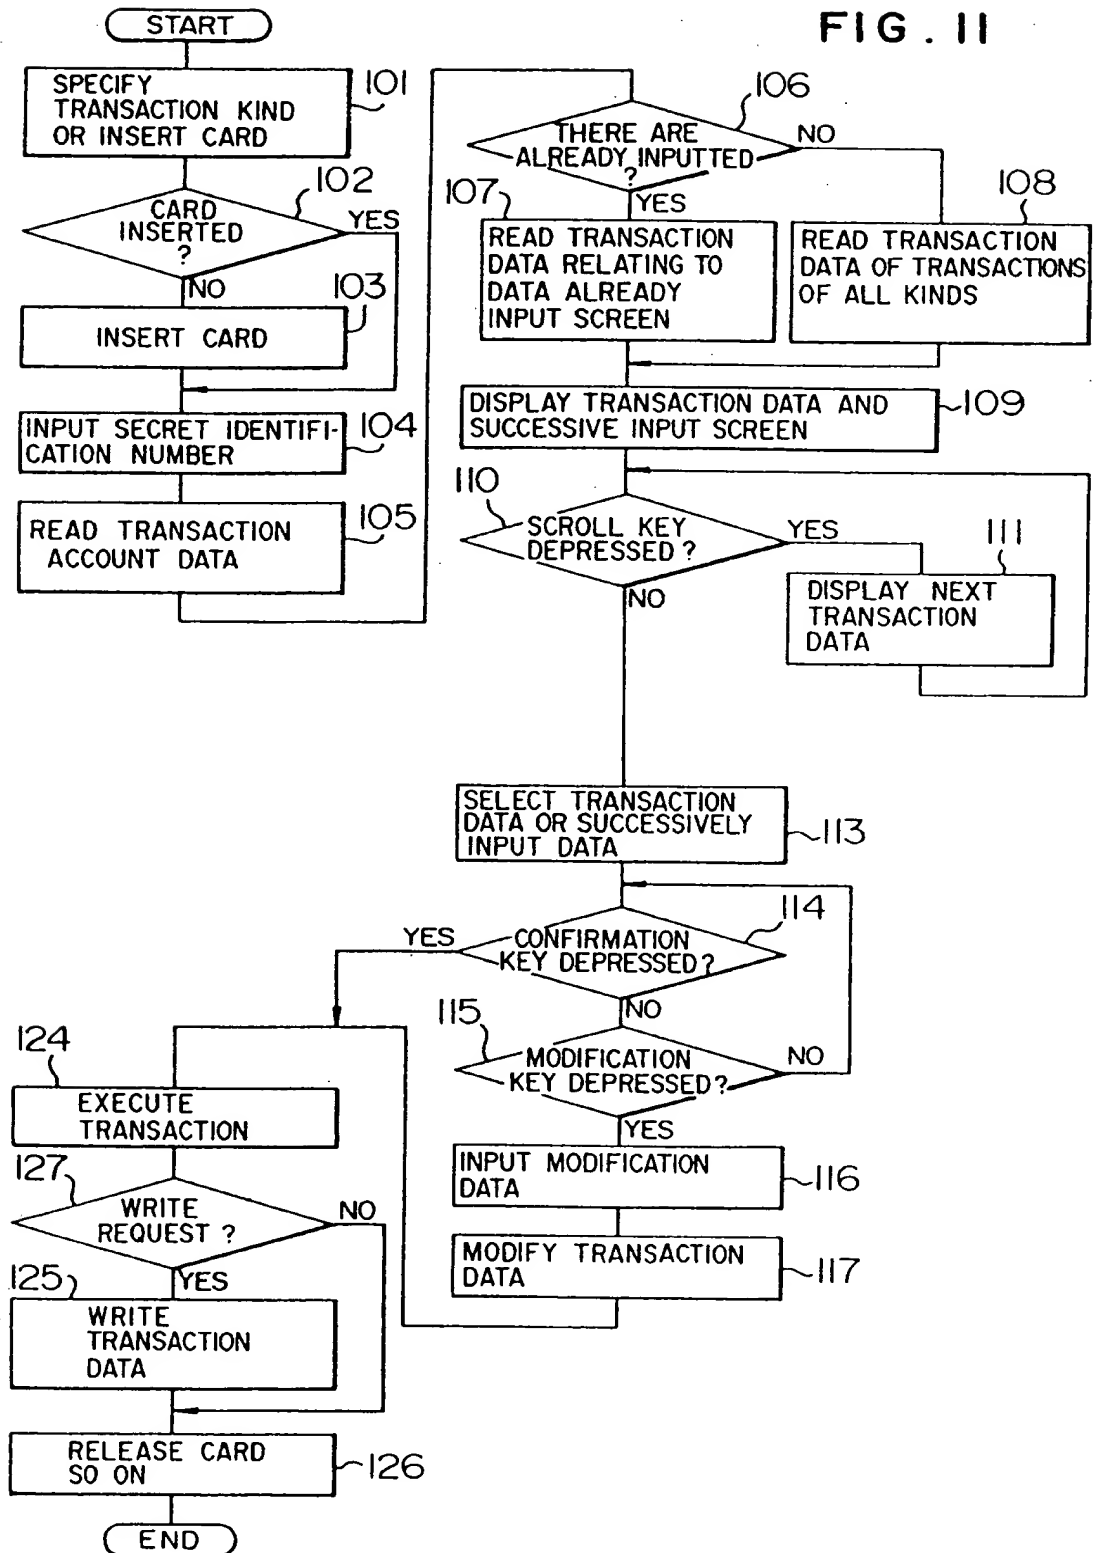 FIG. 11
START
SPECIFY
TRANSACTION KIND
OR INSERT CARD
101
CARD
INSERTED
?
102
YES
NO
103
INSERT CARD
INPUT SECRET IDENTIFI-
CATION NUMBER
104
READ TRANSACTION
ACCOUNT DATA
105
106
THERE ARE
ALREADY INPUTTED
?
NO
YES
107
READ TRANSACTION
DATA RELATING TO
DATA ALREADY
INPUT SCREEN
108
READ TRANSACTION
DATA OF TRANSACTIONS
OF ALL KINDS
DISPLAY TRANSACTION DATA AND
SUCCESSIVE INPUT SCREEN
109
110
SCROLL KEY
DEPRESSED ?
YES
NO
111
DISPLAY NEXT
TRANSACTION
DATA
SELECT TRANSACTION
DATA OR SUCCESSIVELY
INPUT DATA
113
114
CONFIRMATION
KEY DEPRESSED?
YES
NO
115
MODIFICATION
KEY DEPRESSED?
NO
YES
INPUT MODIFICATION
DATA
116
MODIFY TRANSACTION
DATA
117
124
EXECUTE
TRANSACTION
127
WRITE
REQUEST ?
NO
YES
125
WRITE
TRANSACTION
DATA
RELEASE CARD
SO ON
126
END